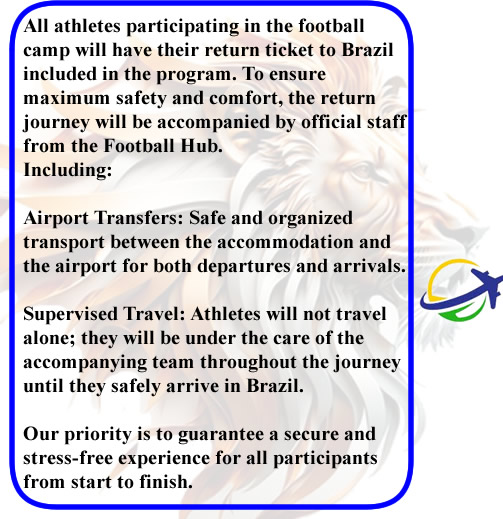 All athletes participating in the football
camp will have their return ticket to Brazil
included in the program. To ensure
maximum safety and comfort, the return
journey will be accompanied by official staff
from the Football Hub.
Including:
Airport Transfers: Safe and organized
transport between the accommodation and
the airport for both departures and arrivals.
Supervised Travel: Athletes will not travel
alone; they will be under the care of the
accompanying team throughout the journey
until they safely arrive in Brazil.
Our priority is to guarantee a secure and
stress-free experience for all participants
from start to finish.